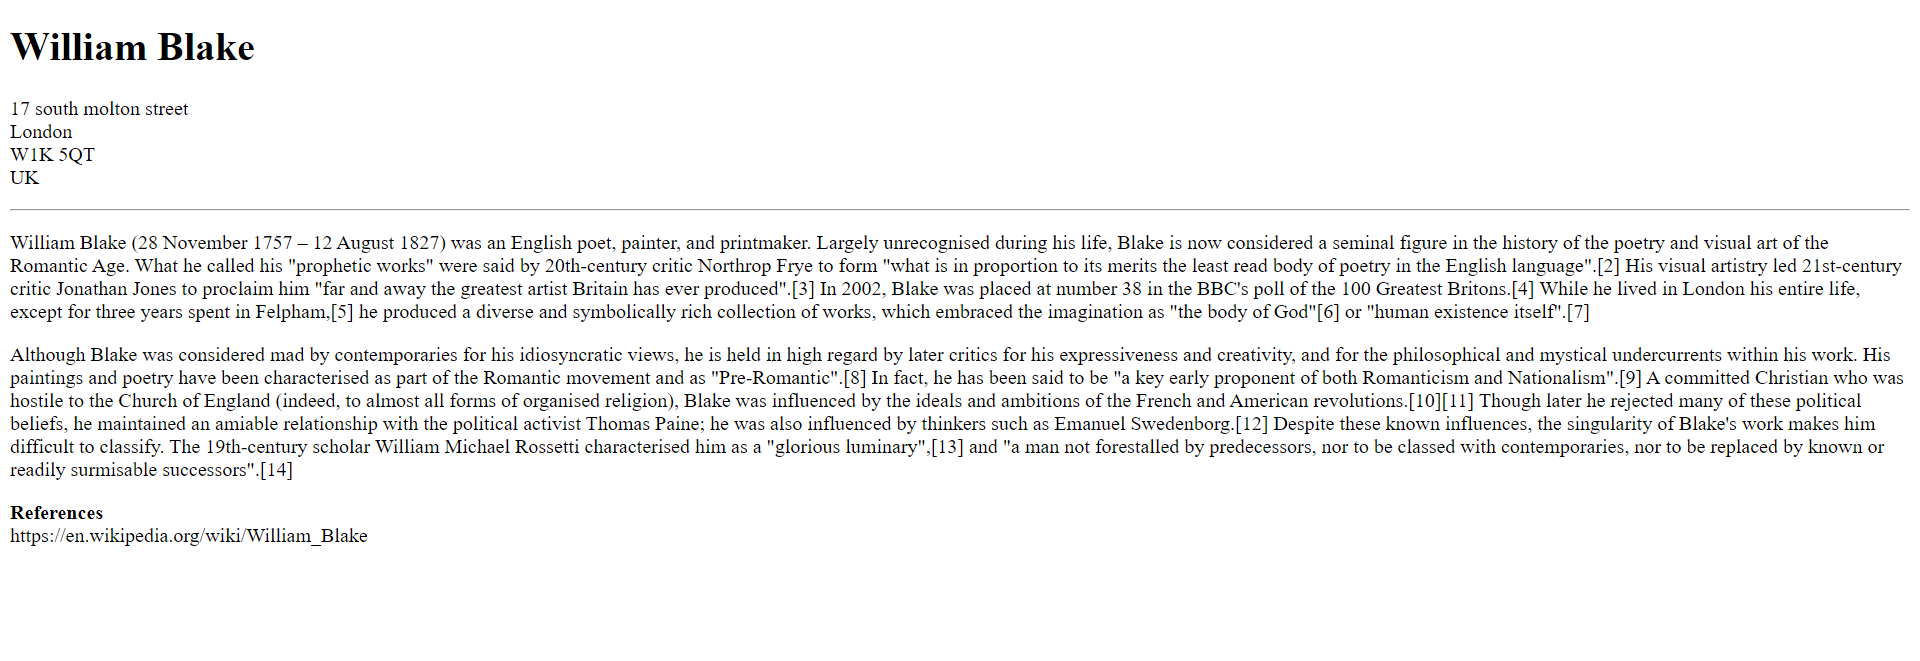 William Blake
17 south molton street
London
W1K 5QT
UK
William Blake (28 November 1757 – 12 August 1827) was an English poet, painter, and printmaker. Largely unrecognised during his life, Blake is now considered a seminal figure in the history of the poetry and visual art of the
Romantic Age. What he called his "prophetic works" were said by 20th-century critic Northrop Frye to form "what is in proportion to its merits the least read body of poetry in the English language".[2] His visual artistry led 21st-century
critic Jonathan Jones to proclaim him "far and away the greatest artist Britain has ever produced".[3] In 2002, Blake was placed at number 38 in the BBC's poll of the 100 Greatest Britons.[4] While he lived in London his entire life,
except for three years spent in Felpham,[5] he produced a diverse and symbolically rich collection of works, which embraced the imagination as "the body of God"[6] or "human existence itself".[7]
Although Blake was considered mad by contemporaries for his idiosyncratic views, he is held in high regard by later critics for his expressiveness and creativity, and for the philosophical and mystical undercurrents within his work. His
paintings and poetry have been characterised as part of the Romantic movement and as "Pre-Romantic".[8] In fact, he has been said to be "a key early proponent of both Romanticism and Nationalism".[9] A committed Christian who was
hostile to the Church of England (indeed, to almost all forms of organised religion), Blake was influenced by the ideals and ambitions of the French and American revolutions.[10][11] Though later he rejected many of these political
beliefs, he maintained an amiable relationship with the political activist Thomas Paine; he was also influenced by thinkers such as Emanuel Swedenborg.[12] Despite these known influences, the singularity of Blake's work makes him
difficult to classify. The 19th-century scholar William Michael Rossetti characterised him as a "glorious luminary",[13] and "a man not forestalled by predecessors, nor to be classed with contemporaries, nor to be replaced by known or
readily surmisable successors".[14]
References
https://en.wikipedia.org/wiki/William_Blake